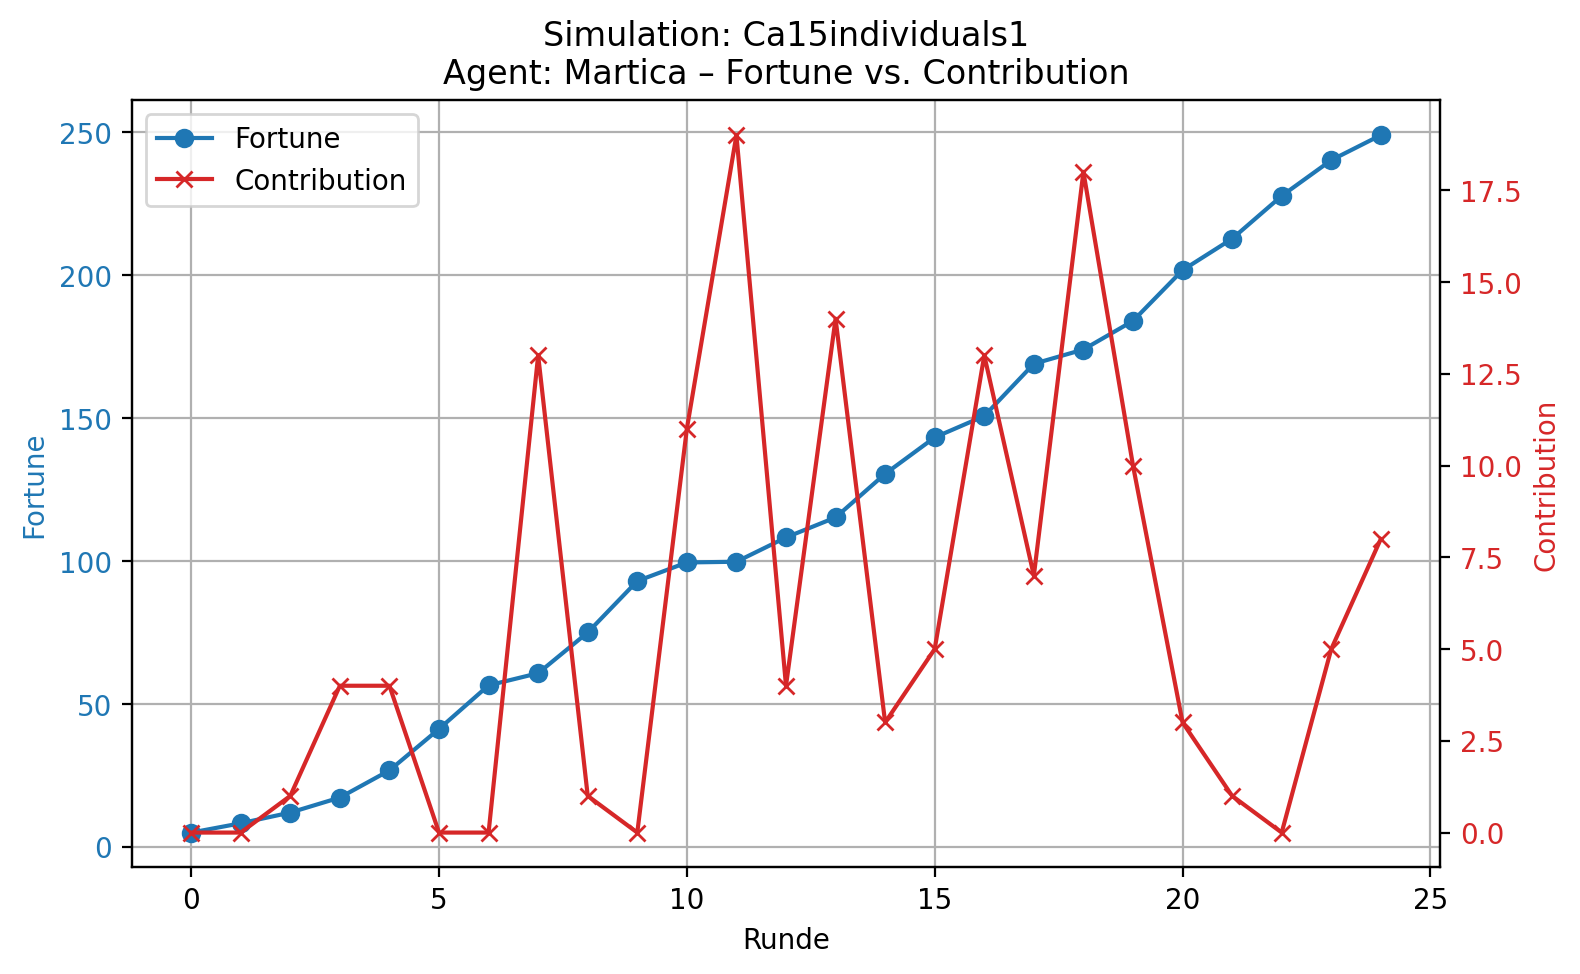 Simulation: Ca15individuals1
Agent: Martica – Fortune vs. Contribution
Fortune
Contribution
250
200
150
100
50
0
Fortune
17.5
15.0
12.5
10.0
7.5
5.0
2.5
0.0
Contribution
0 5 10 15 20 25
Runde